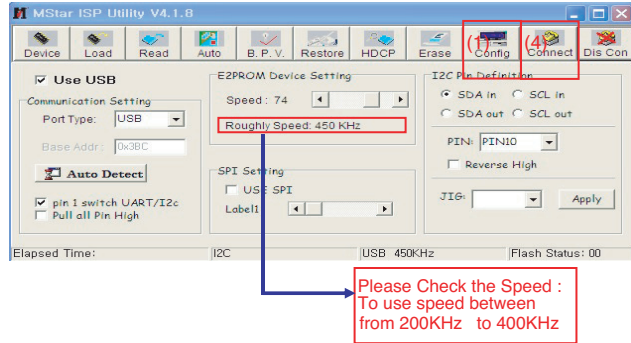 MStar ISP Utility V4.1.8
Device Load Read Auto B. P. V. Restore HDCP Erase Config Connect Dis Con
(1) (4)
Use USB
Communication Setting
Port Type: USB
Base Addr: 0x3BC
Auto Detect
pin 1 switch UART/I2c
Pull all Pin High
E2PROM Device Setting
Speed: 74
Roughly Speed: 450 KHz
SPI Setting
USE SPI
Label1
I2C Pin Definition
SDA in SCL in
SDA out SCL out
PIN: PIN10
Reverse High
JIG: Apply
Elapsed Time: I2C USB 450KHz Flash Status: 00
Please Check the Speed :
To use speed between
from 200KHz to 400KHz